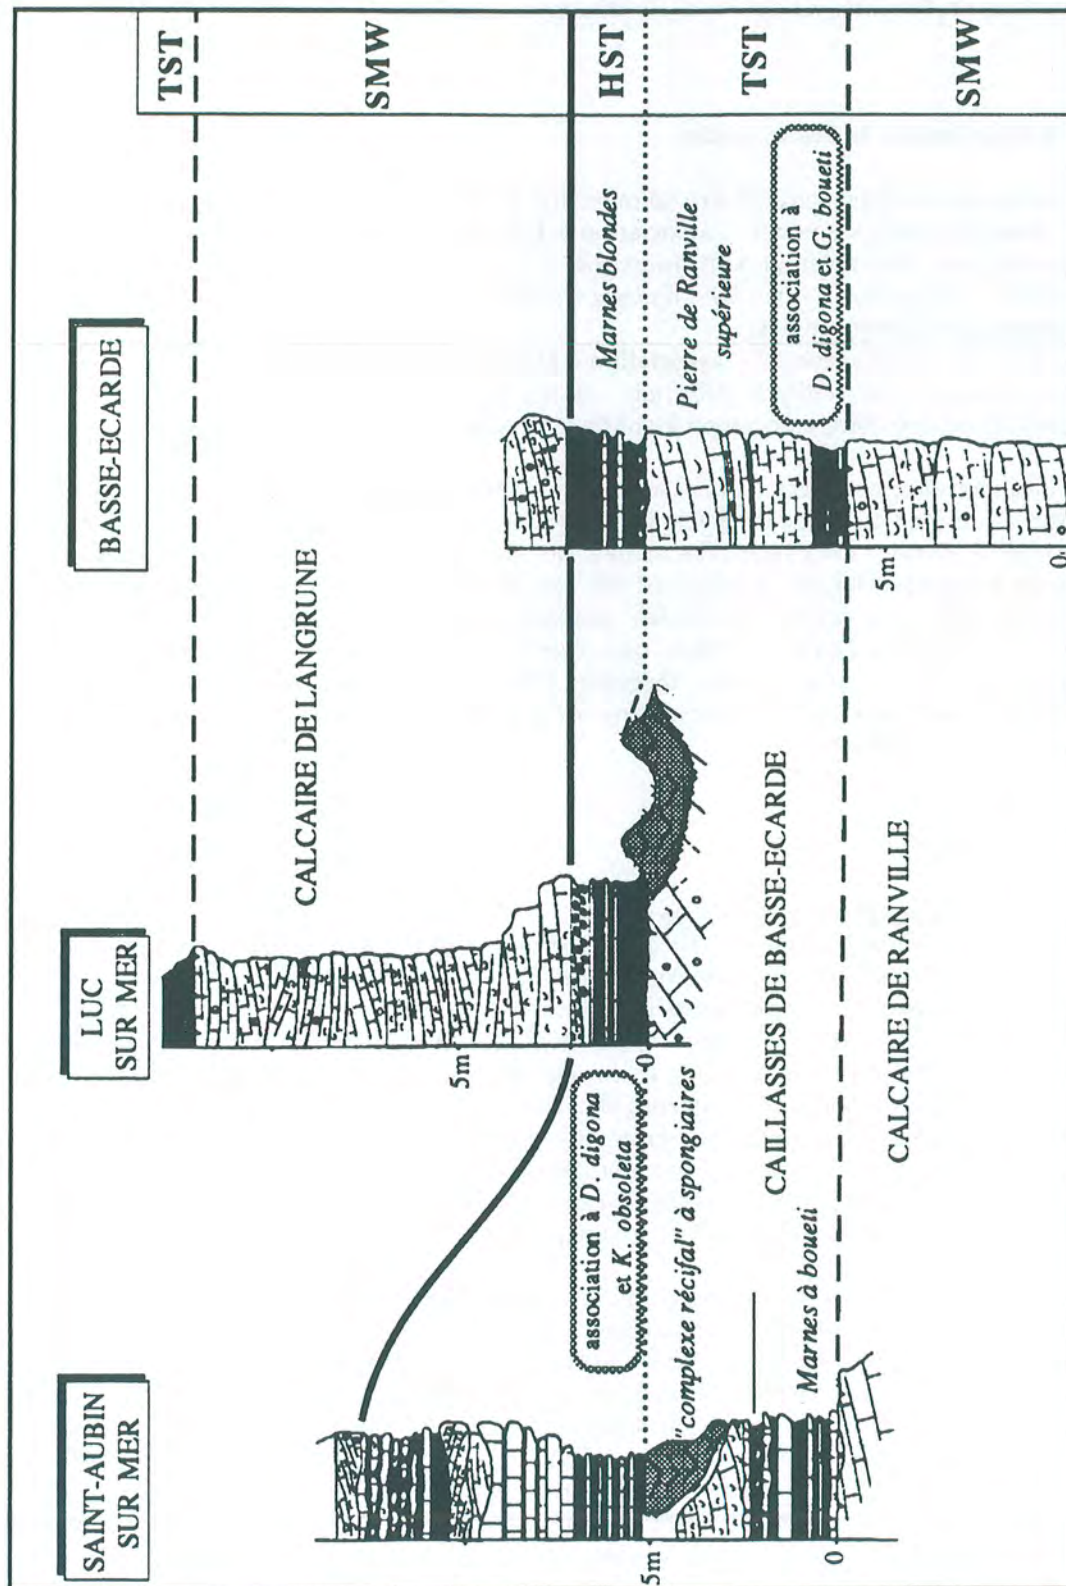 SAINT-AUBIN
SUR MER
LUC
SUR MER
BASSE-ECARDE
TST
SMW
HST
TST
SMW
CALCAIRE DE LANGRUNE
Marnes blondes
Pierre de Ranville
supérieure
association à
D. digona et G. boueti
association à D. digona
et K. obsoleta
"complexe récifal" à spongiaires
CAILLASSES DE BASSE-ECARDE
Marnes à boueti
CALCAIRE DE RANVILLE
5m
0
5m
0
5m
0